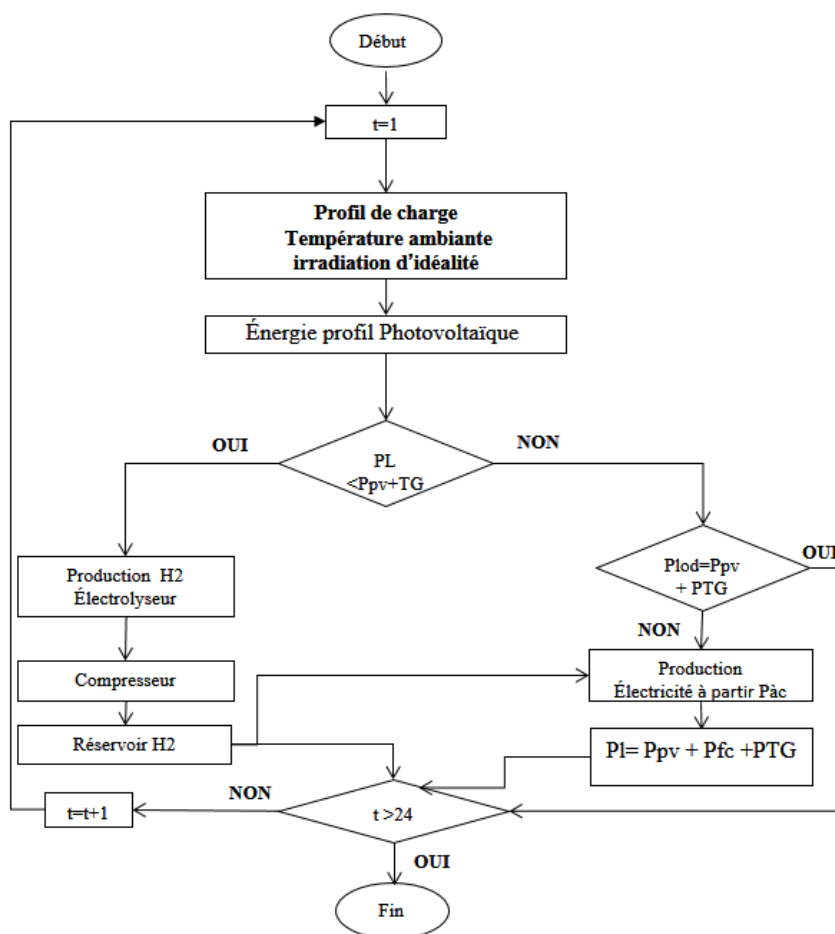 Début
t=1
Profil de charge
Température ambiante
irradiation d'idéalité
Énergie profil Photovoltaïque
OUI
NON
PL
<Ppv+TG
OUI
Plod=Ppv
+ PTG
NON
Production H2
Électrolyseur
Production
Électricité à partir Pàc
Compresseur
Réservoir H2
Pl= Ppv + Pfc +PTG
NON
t=t+1
t >24
OUI
Fin